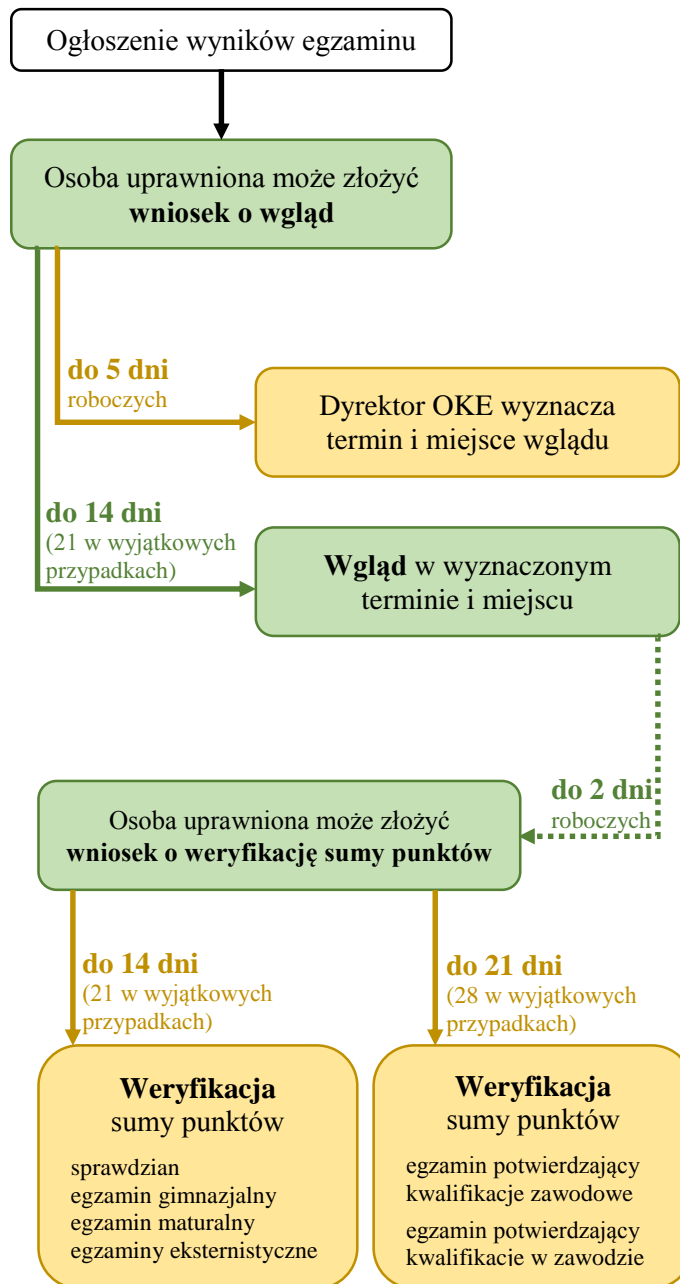 Ogłoszenie wyników egzaminu
Osoba uprawniona może złożyć
wniosek o wgląd
do 5 dni
roboczych
Dyrektor OKE wyznacza
termin i miejsce wglądu
do 14 dni
(21 w wyjątkowych
przypadkach)
Wgląd w wyznaczonym
terminie i miejscu
do 2 dni
roboczych
Osoba uprawniona może złożyć
wniosek o weryfikację sumy punktów
do 14 dni
(21 w wyjątkowych
przypadkach)
do 21 dni
(28 w wyjątkowych
przypadkach)
Weryfikacja
sumy punktów
sprawdzian
egzamin gimnazjalny
egzamin maturalny
egzaminy eksternistyczne
Weryfikacja
sumy punktów
egzamin potwierdzający
kwalifikacje zawodowe
egzamin potwierdzający
kwalifikacje w zawodzie